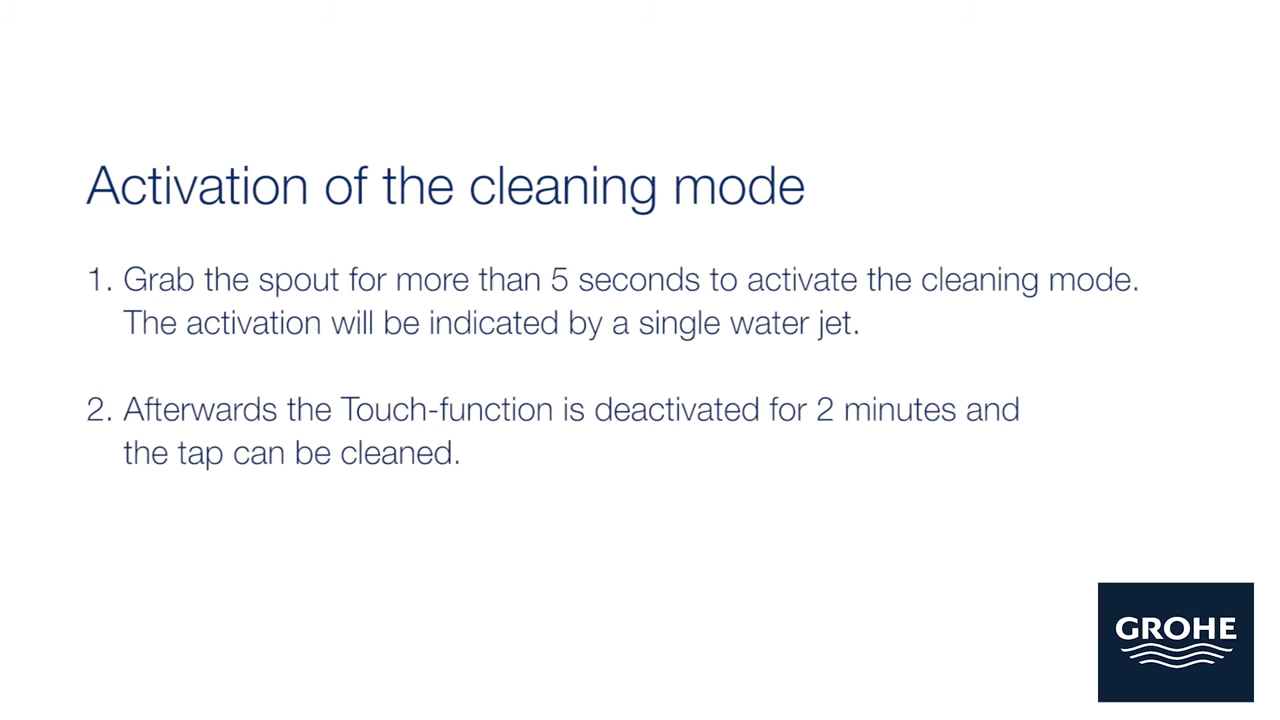 Activation of the cleaning mode
1. Grab the spout for more than 5 seconds to activate the cleaning mode.
The activation will be indicated by a single water jet.
2. Afterwards the Touch-function is deactivated for 2 minutes and
the tap can be cleaned.
GROHE